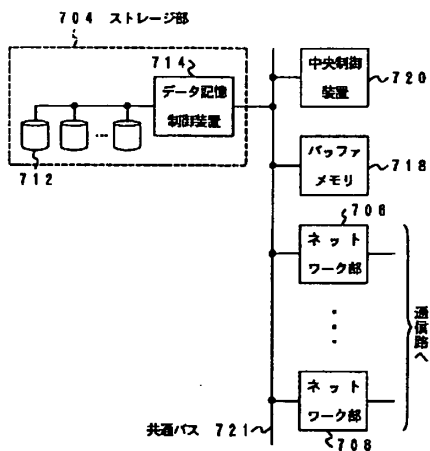 704 ストレージ部
714
データ記憶
制御装置
712
中央制御
装置
720
バッファ
メモリ
718
706
ネット
ワーク部
通信路へ
ネット
ワーク部
708
共通バス 721